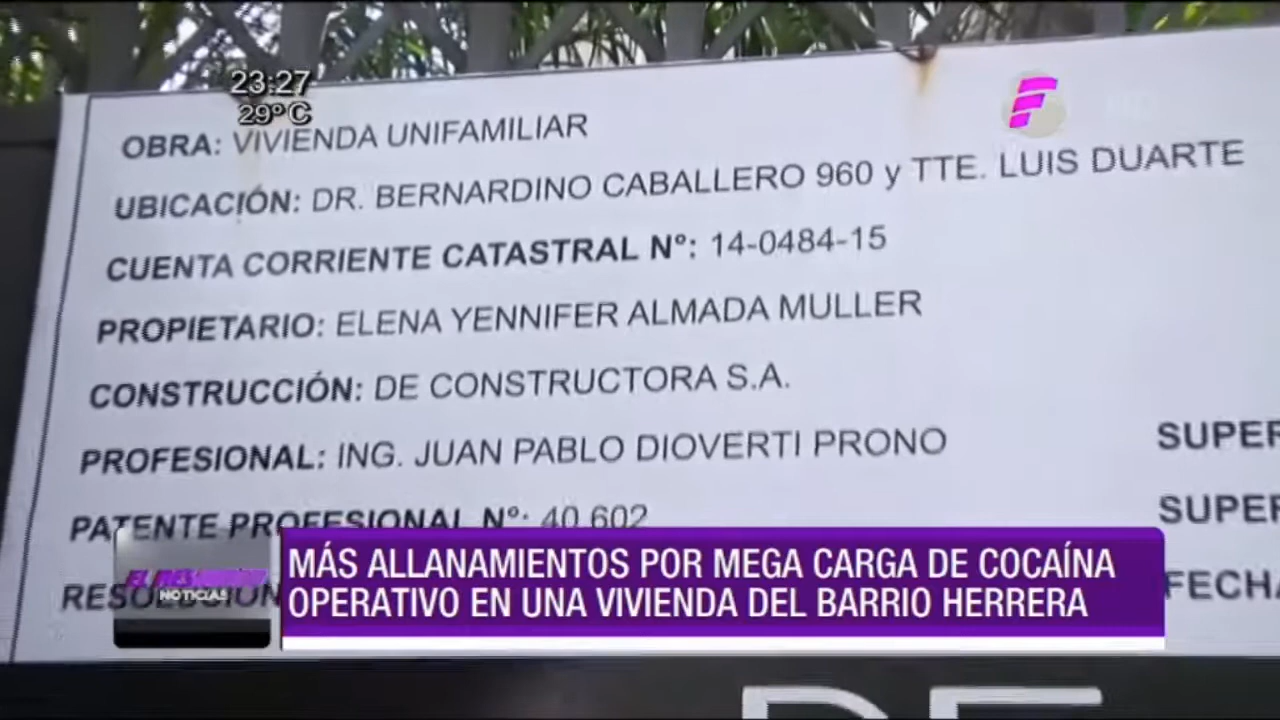 23:27
29°C
OBRA: VIVIENDA UNIFAMILIAR
UBICACIÓN: DR. BERNARDINO CABALLERO 960 y TTE. LUIS DUARTE
CUENTA CORRIENTE CATASTRAL Nº: 14-0484-15
PROPIETARIO: ELENA YENNIFER ALMADA MULLER
CONSTRUCCIÓN: DE CONSTRUCTORA S.A.
PROFESIONAL: ING. JUAN PABLO DIOVERTI PRONO
SUPER
PATENTE PROFESIONAL Nº: 40.602
SUPER
RESOLUCIÓN
FECHA
EL RESUMEN
NOTICIAS
MÁS ALLANAMIENTOS POR MEGA CARGA DE COCAÍNA
OPERATIVO EN UNA VIVIENDA DEL BARRIO HERRERA